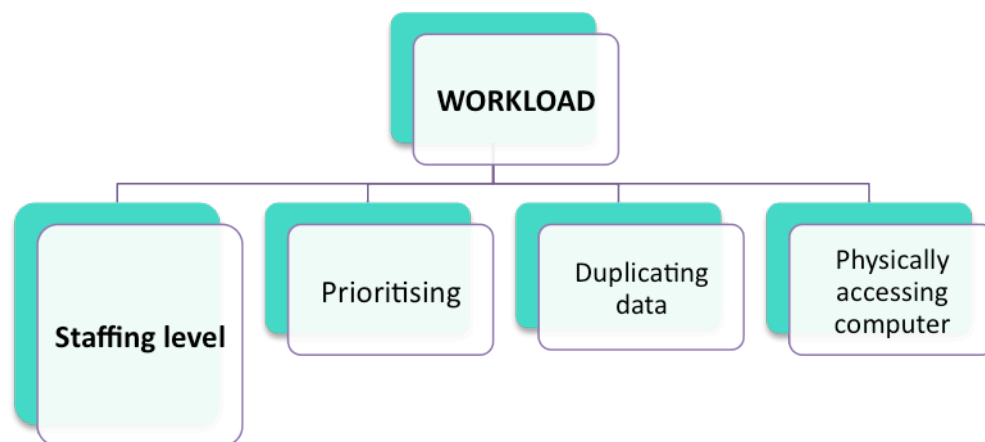 WORKLOAD
Staffing level
Prioritising
Duplicating
data
Physically
accessing
computer